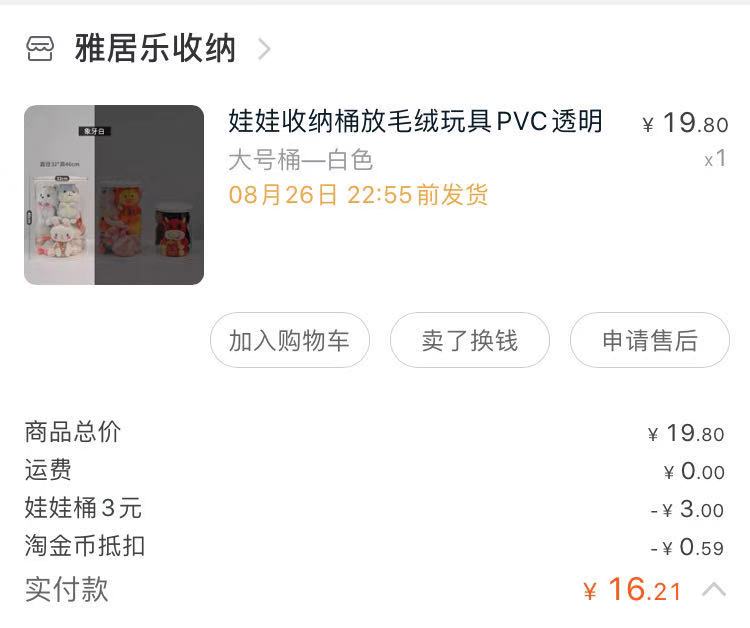 雅居乐收纳
象牙白
直径32*高46cm
32cm
娃娃收纳桶放毛绒玩具PVC透明
¥ 19.80
大号桶—白色
x1
08月26日 22:55前发货
加入购物车
卖了换钱
申请售后
商品总价
¥ 19.80
运费
¥ 0.00
娃娃桶3元
-¥ 3.00
淘金币抵扣
-¥ 0.59
实付款
¥ 16.21